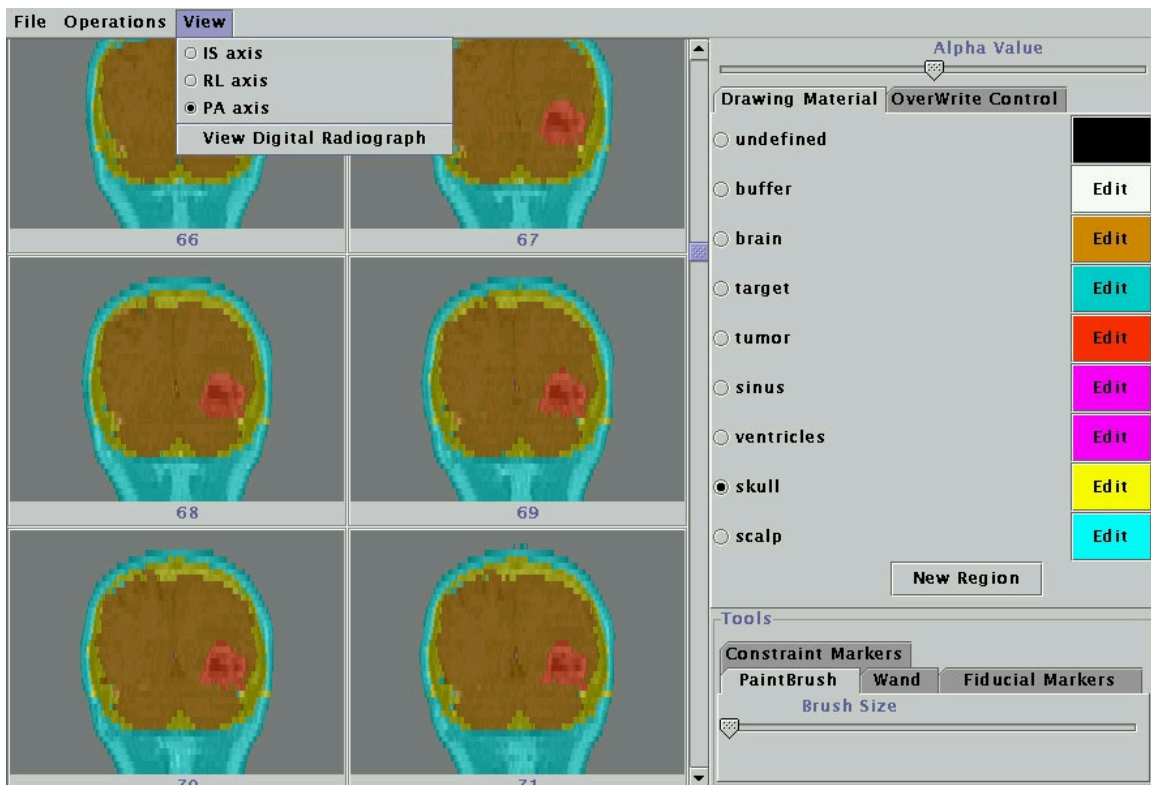 File Operations View
IS axis
RL axis
PA axis
View Digital Radiograph
66
67
68
69
70
71
Alpha Value
Drawing Material OverWrite Control
undefined
buffer Edit
brain Edit
target Edit
tumor Edit
sinus Edit
ventricles Edit
skull Edit
scalp Edit
New Region
Tools
Constraint Markers
PaintBrush Wand Fiducial Markers
Brush Size